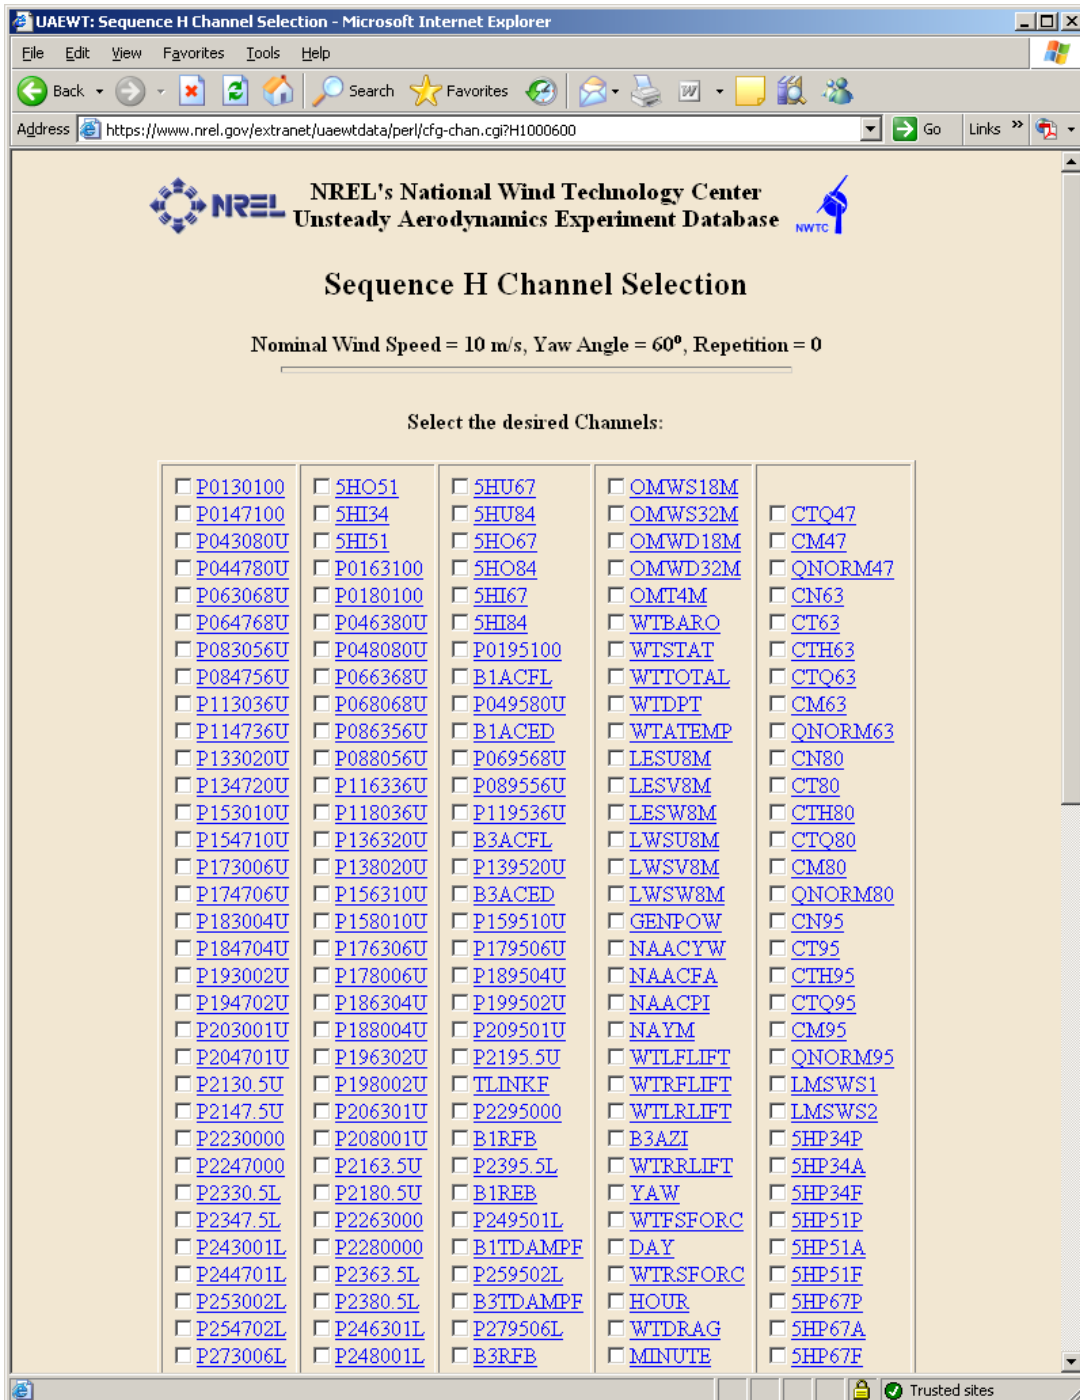 UAEWT: Sequence H Channel Selection - Microsoft Internet Explorer
File Edit View Favorites Tools Help
Back Search Favorites
Address https://www.nrel.gov/extranet/uaewtdata/perl/cfg-chan.cgi?H1000600 Go Links »
NREL NREL's National Wind Technology Center
Unsteady Aerodynamics Experiment Database NWTC
Sequence H Channel Selection
Nominal Wind Speed = 10 m/s, Yaw Angle = 60º, Repetition = 0
Select the desired Channels:
P0130100 5HO51 5HU67 OMWS18M
P0147100 5HI34 5HU84 OMWS32M CTQ47
P043080U 5HI51 5HO67 OMWD18M CM47
P044780U P0163100 5HO84 OMWD32M QNORM47
P063068U P0180100 5HI67 OMT4M CN63
P064768U P046380U 5HI84 WTBARO CT63
P083056U P048080U P0195100 WTSTAT CTH63
P084756U P066368U B1ACFL WTTOTAL CTQ63
P113036U P068068U P049580U WTDPT CM63
P114736U P086356U B1ACED WTATEMP QNORM63
P133020U P088056U P069568U LESU8M CN80
P134720U P116336U P089556U LESV8M CT80
P153010U P118036U P119536U LESW8M CTH80
P154710U P136320U B3ACFL LWSU8M CTQ80
P173006U P138020U P139520U LWSV8M CM80
P174706U P156310U B3ACED LWSW8M QNORM80
P183004U P158010U P159510U GENPOW CN95
P184704U P176306U P179506U NAACYW CT95
P193002U P178006U P189504U NAACFA CTH95
P194702U P186304U P199502U NAACPI CTQ95
P203001U P188004U P209501U NAYM CM95
P204701U P196302U P2195.5U WTLFLIFT QNORM95
P2130.5U P198002U TLINKF WTRFLIFT LMSWS1
P2147.5U P206301U P2295000 WTLRLIFT LMSWS2
P2230000 P208001U B1RFB B3AZI 5HP34P
P2247000 P2163.5U P2395.5L WTRRLIFT 5HP34A
P2330.5L P2180.5U B1REB YAW 5HP34F
P2347.5L P2263000 P249501L WTFSFORC 5HP51P
P243001L P2280000 B1TDAMPF DAY 5HP51A
P244701L P2363.5L P259502L WTRSFORC 5HP51F
P253002L P2380.5L B3TDAMPF HOUR 5HP67P
P254702L P246301L P279506L WTDRAG 5HP67A
P273006L P248001L B3RFB MINUTE 5HP67F
Trusted sites